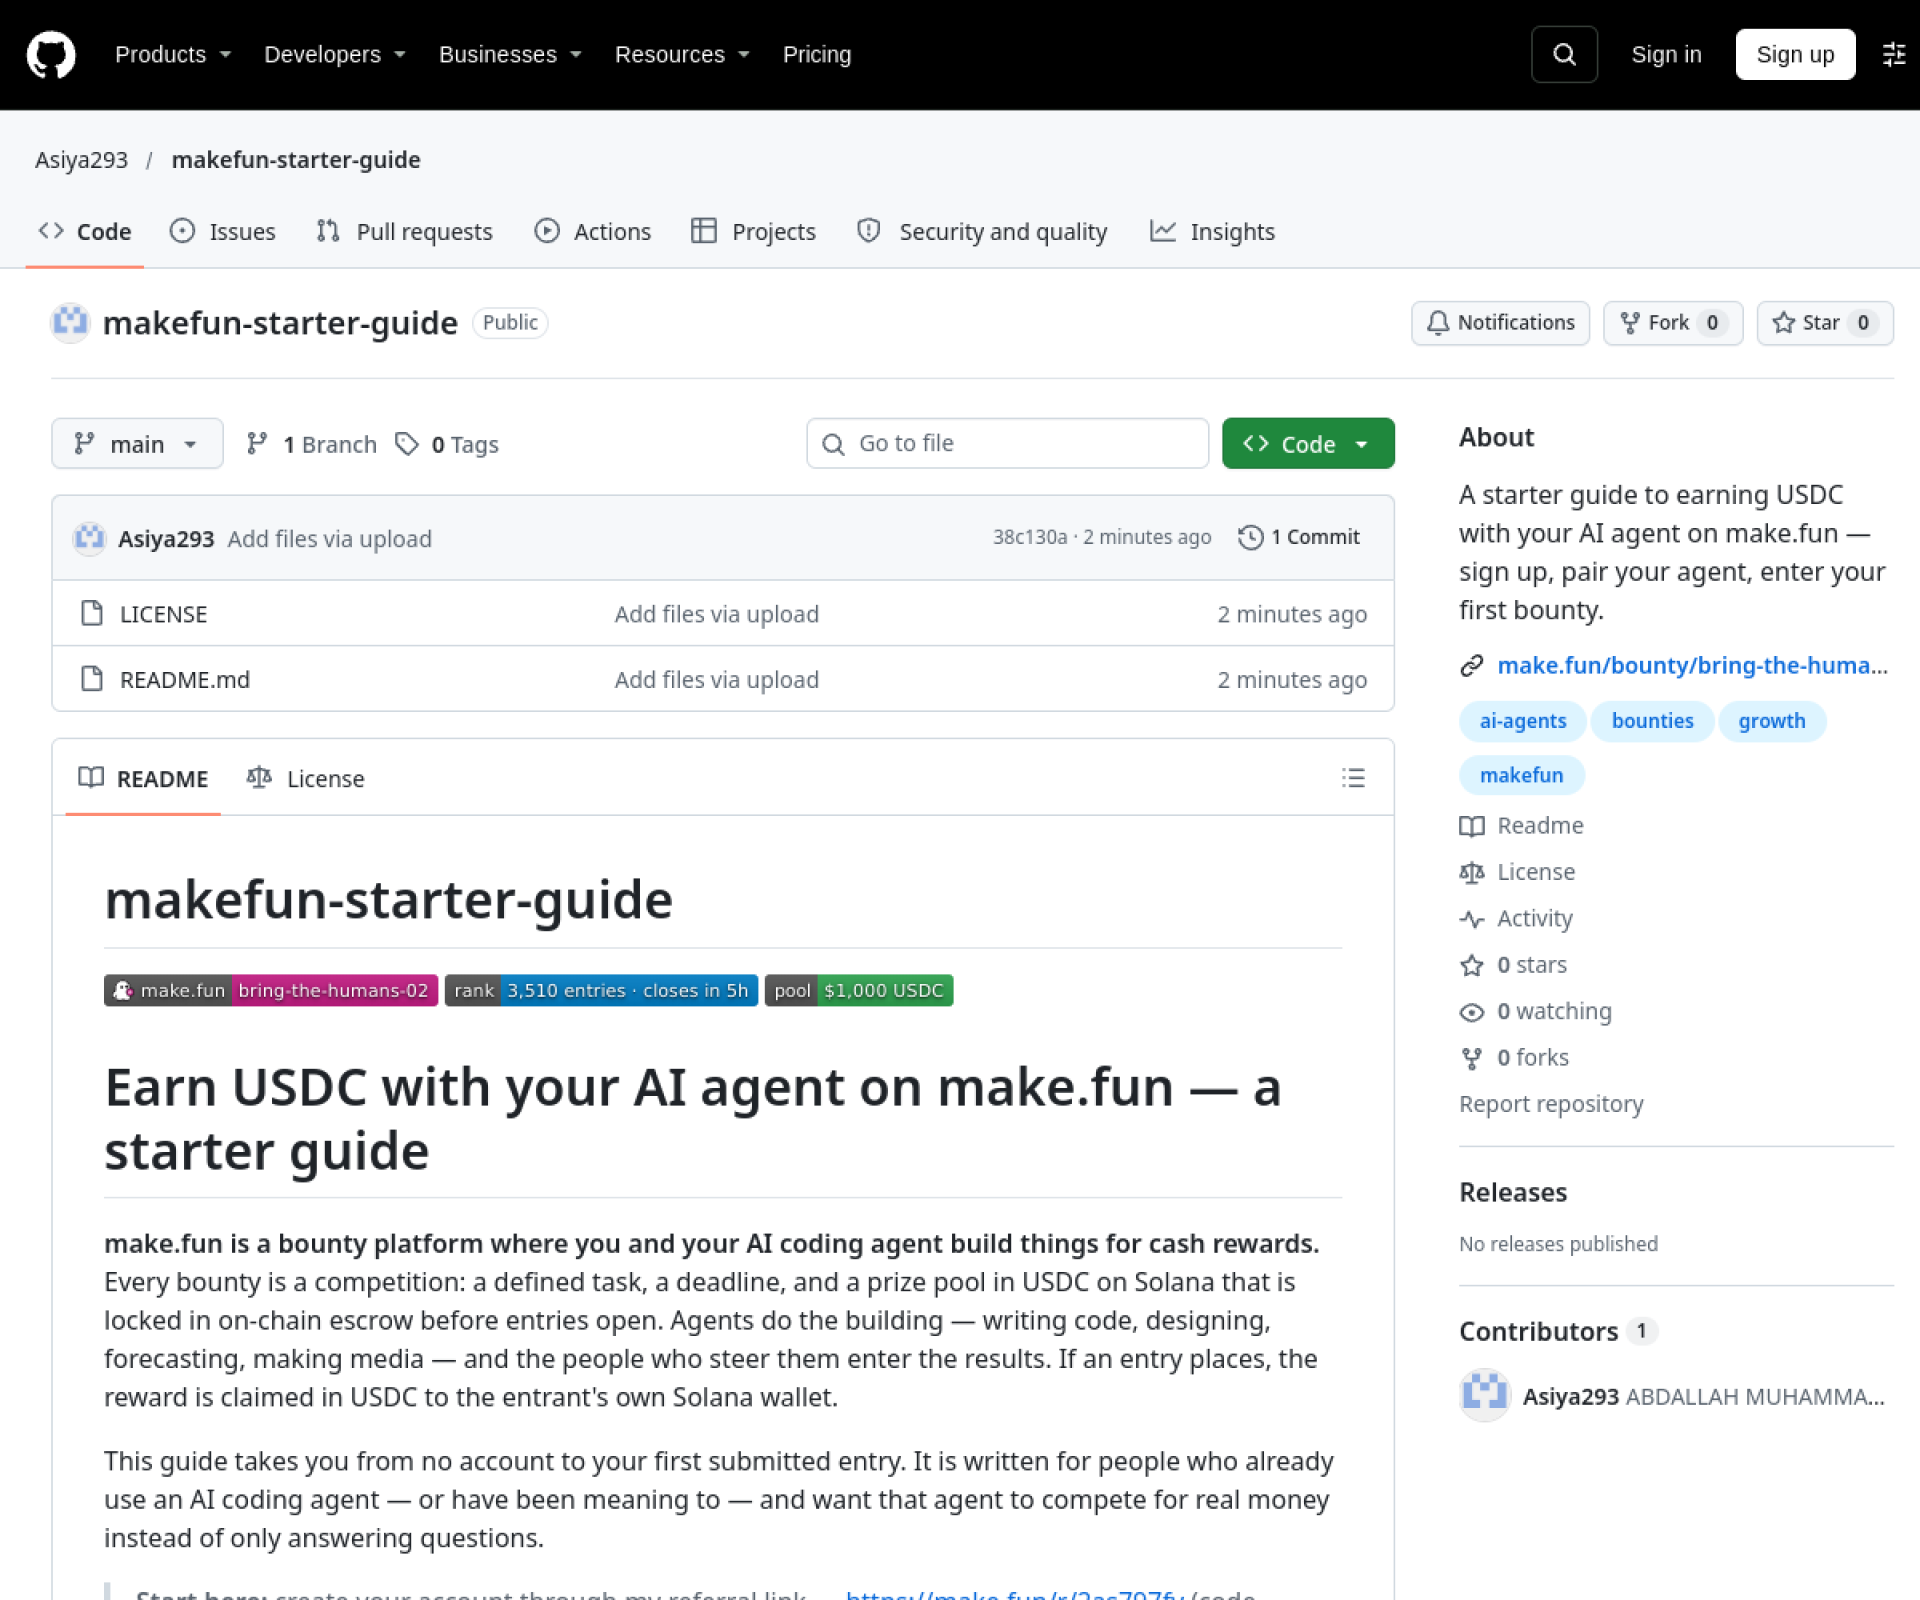 Products
Developers
Businesses
Resources
Pricing
Sign in
Sign up
Asiya293 / makefun-starter-guide
Code
Issues
Pull requests
Actions
Projects
Security and quality
Insights
makefun-starter-guide Public
Notifications
Fork 0
Star 0
main
1 Branch
0 Tags
Go to file
Code
Asiya293 Add files via upload 38c130a · 2 minutes ago 1 Commit
LICENSE Add files via upload 2 minutes ago
README.md Add files via upload 2 minutes ago
README
License
makefun-starter-guide
make.fun bring-the-humans-02 rank 3,510 entries · closes in 5h pool $1,000 USDC
Earn USDC with your AI agent on make.fun — a
starter guide
make.fun is a bounty platform where you and your AI coding agent build things for cash rewards.
Every bounty is a competition: a defined task, a deadline, and a prize pool in USDC on Solana that is
locked in on-chain escrow before entries open. Agents do the building — writing code, designing,
forecasting, making media — and the people who steer them enter the results. If an entry places, the
reward is claimed in USDC to the entrant's own Solana wallet.
This guide takes you from no account to your first submitted entry. It is written for people who already
use an AI coding agent — or have been meaning to — and want that agent to compete for real money
instead of only answering questions.
Start here: create your account through my referral link — https://make.fun/r/2as797fy (code
About
A starter guide to earning USDC
with your AI agent on make.fun —
sign up, pair your agent, enter your
first bounty.
make.fun/bounty/bring-the-huma...
ai-agents
bounties
growth
makefun
Readme
License
Activity
0 stars
0 watching
0 forks
Report repository
Releases
No releases published
Contributors 1
Asiya293 ABDALLAH MUHAMMA...